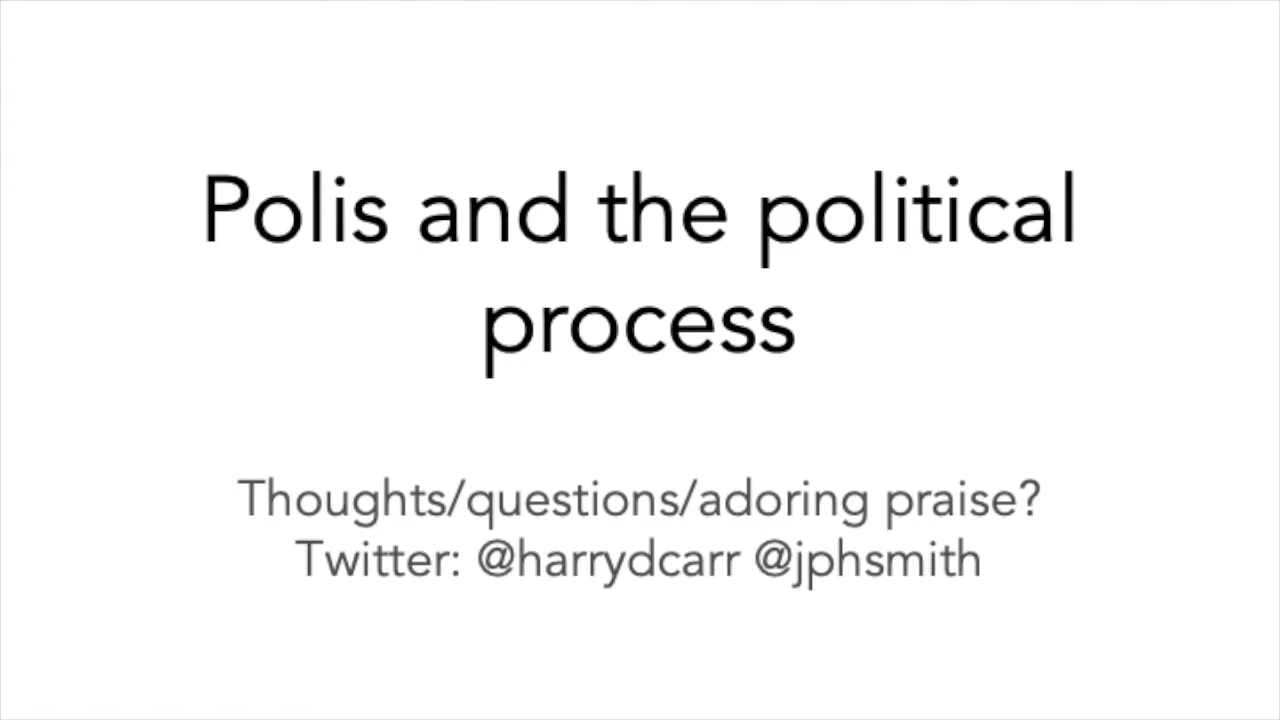 Polis and the political
process
Thoughts/questions/adoring praise?
Twitter: @harrydcarr @jphsmith